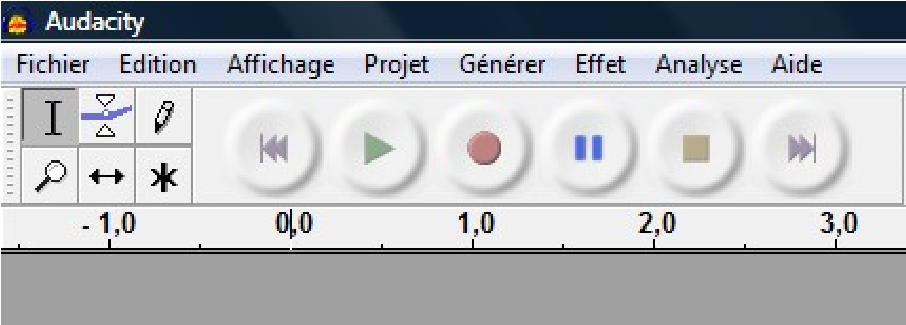 Audacity
Fichier Edition Affichage Projet Générer Effet Analyse Aide
- 1,0 0,0 1,0 2,0 3,0